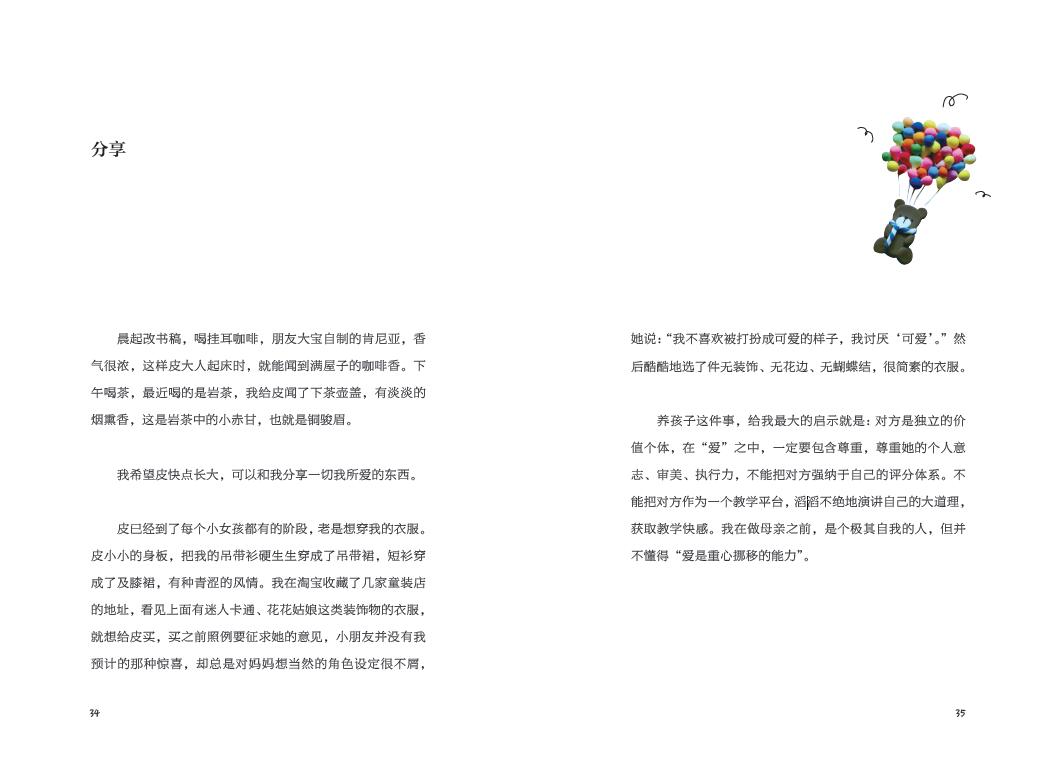 分享
晨起改书稿，喝挂耳咖啡，朋友大宝自制的肯尼亚，香
气很浓，这样皮大人起床时，就能闻到满屋子的咖啡香。下
午喝茶，最近喝的是岩茶，我给皮闻了下茶壶盖，有淡淡的
烟熏香，这是岩茶中的小赤甘，也就是铜骏眉。
我希望皮快点长大，可以和我分享一切我所爱的东西。
皮已经到了每个小女孩都有的阶段，老是想穿我的衣服。
皮小小的身板，把我的吊带衫硬生生穿成了吊带裙，短衫穿
成了及膝裙，有种青涩的风情。我在淘宝收藏了几家童装店
的地址，看见上面有迷人卡通、花花姑娘这类装饰物的衣服，
就想给皮买，买之前照例要征求她的意见，小朋友并没有我
预计的那种惊喜，却总是对妈妈想当然的角色设定很不屑，
34
她说：“我不喜欢被打扮成可爱的样子，我讨厌‘可爱’。”然
后酷酷地选了件无装饰、无花边、无蝴蝶结，很简素的衣服。
养孩子这件事，给我最大的启示就是：对方是独立的价
值个体，在“爱”之中，一定要包含尊重，尊重她的个人意
志、审美、执行力，不能把对方强纳于自己的评分体系。不
能把对方作为一个教学平台，滔滔不绝地演讲自己的大道理，
获取教学快感。我在做母亲之前，是个极其自我的人，但并
不懂得“爱是重心挪移的能力”。
35